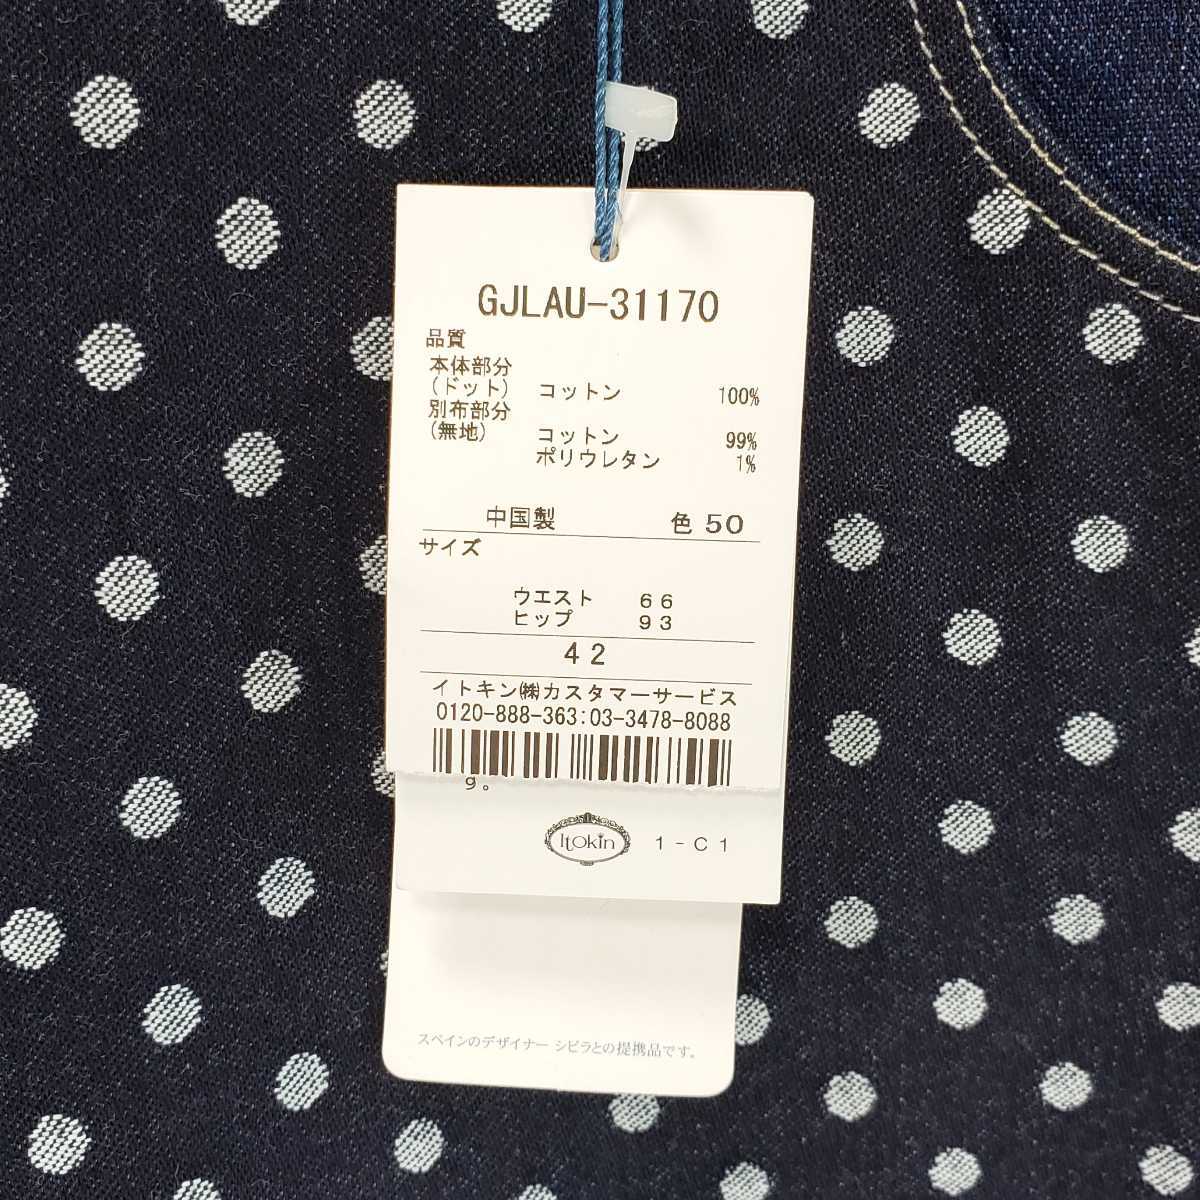 GJLAU-31170
品質
本体部分
(ドット) コットン 100%
別布部分
(無地) コットン 99%
ポリウレタン 1%
中国製 色 50
サイズ
ウエスト 66
ヒップ 93
42
イトキン㈱カスタマーサービス
0120-888-363:03-3478-8088
9。
Itokin 1-C1
スペインのデザイナー シビラとの提携品です。